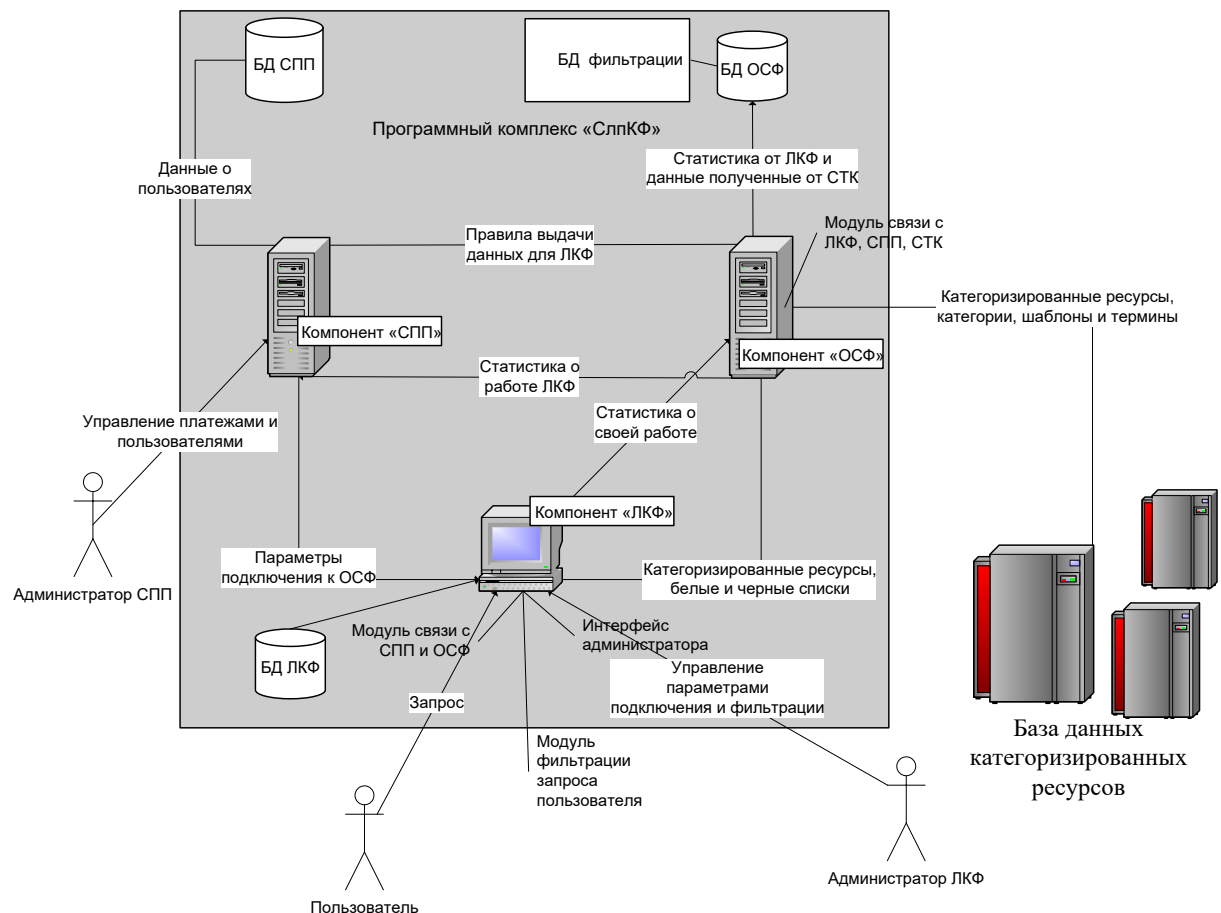 БД СПП
БД фильтрации
БД ОСФ
Программный комплекс «СлпКФ»
Данные о
пользователях
Статистика от ЛКФ и
данные полученные от СТК
Правила выдачи
данных для ЛКФ
Модуль связи с
ЛКФ, СПП, СТК
Категоризированные ресурсы,
категории, шаблоны и термины
Компонент «СПП»
Компонент «ОСФ»
Статистика о
работе ЛКФ
Управление платежами и
пользователями
Статистика о
своей работе
Компонент «ЛКФ»
Администратор СПП
Параметры
подключения к ОСФ
Категоризированные ресурсы,
белые и черные списки
БД ЛКФ
Модуль связи с
СПП и ОСФ
Интерфейс
администратора
Управление
параметрами
подключения и фильтрации
Запрос
База данных
категоризированных
ресурсов
Модуль
фильтрации
запроса
пользователя
Администратор ЛКФ
Пользователь